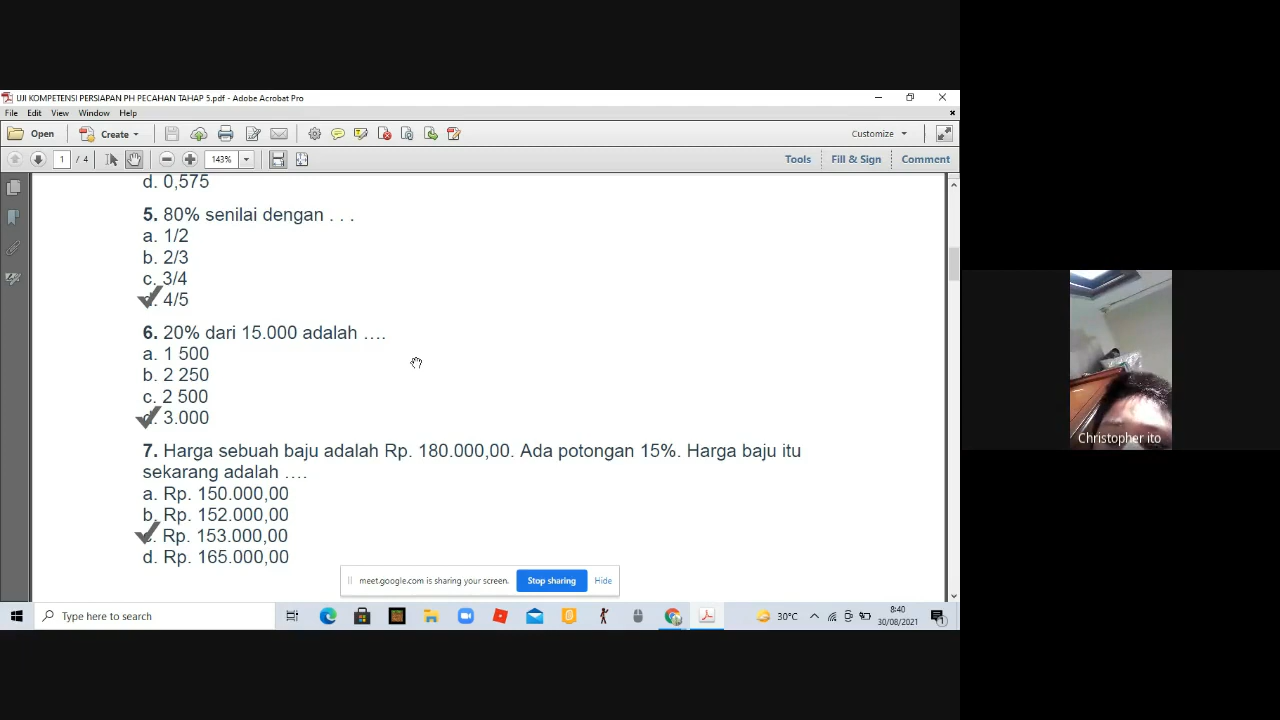 UJI KOMPETENSI PERSIAPAN PH PECAHAN TAHAP 5.pdf - Adobe Acrobat Pro
File Edit View Window Help
Open Create Customize
1 / 4 143% Tools Fill & Sign Comment
d. 0,575
5. 80% senilai dengan . . .
a. 1/2
b. 2/3
c. 3/4
4/5
6. 20% dari 15.000 adalah ....
a. 1 500
b. 2 250
c. 2 500
3.000
7. Harga sebuah baju adalah Rp. 180.000,00. Ada potongan 15%. Harga baju itu
sekarang adalah ....
a. Rp. 150.000,00
b. Rp. 152.000,00
Rp. 153.000,00
d. Rp. 165.000,00
meet.google.com is sharing your screen. Stop sharing Hide
Type here to search
30°C
8:40
30/08/2021
Christopher ito